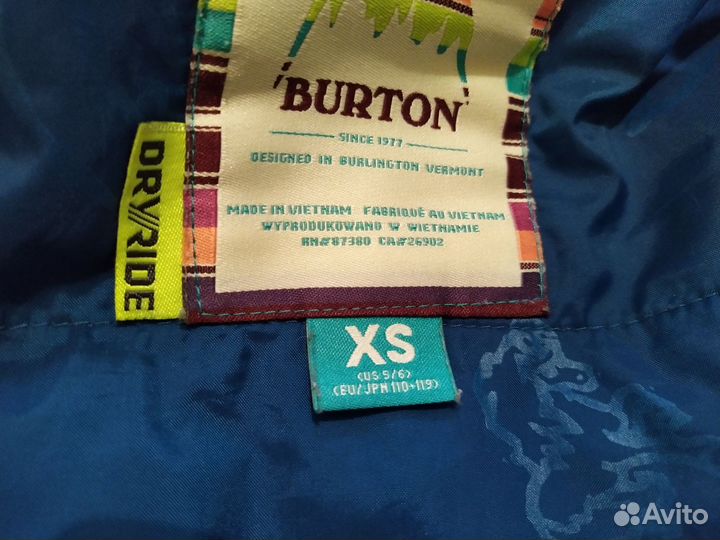 BURTON
SINCE 1977
DESIGNED IN BURLINGTON VERMONT
MADE IN VIETNAM FABRIQUÉ AU VIETNAM
WYPRODUKOWANO W WIETNAMIE
RN#87380 CA#26902
DRY//RIDE
XS
(US 5/6)
(EU/JPN 110-119)
Avito